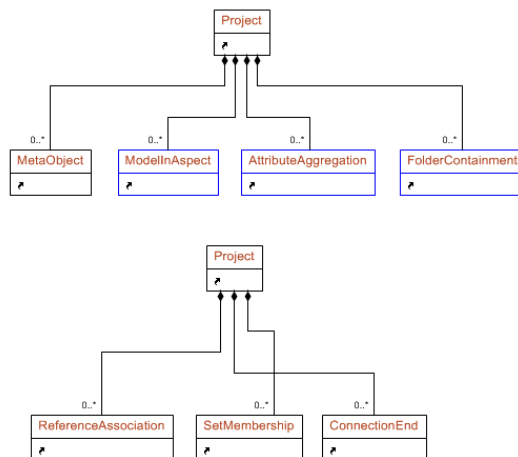 Project
0..* 0..* 0..* 0..*
MetaObject ModelInAspect AttributeAggregation FolderContainment
Project
0..* 0..* 0..*
ReferenceAssociation SetMembership ConnectionEnd